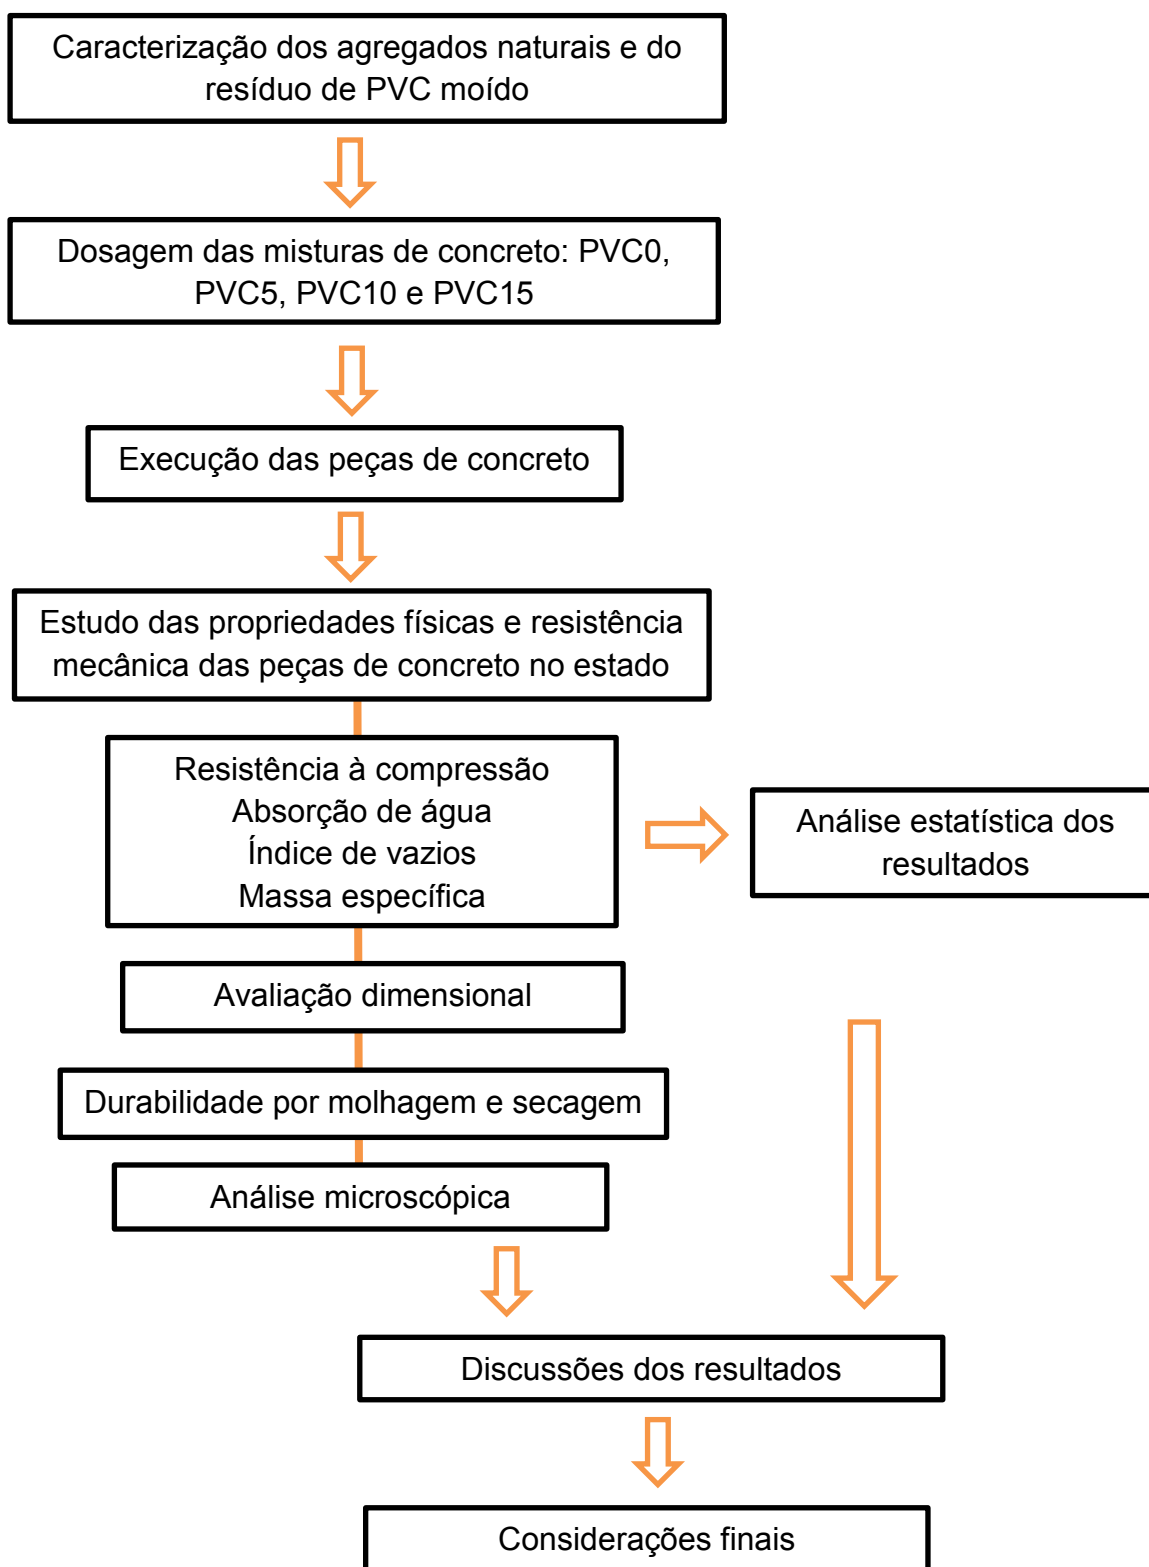 Caracterização dos agregados naturais e do
resíduo de PVC moído
Dosagem das misturas de concreto: PVC0,
PVC5, PVC10 e PVC15
Execução das peças de concreto
Estudo das propriedades físicas e resistência
mecânica das peças de concreto no estado
Resistência à compressão
Absorção de água
Índice de vazios
Massa específica
Análise estatística dos
resultados
Avaliação dimensional
Durabilidade por molhagem e secagem
Análise microscópica
Discussões dos resultados
Considerações finais